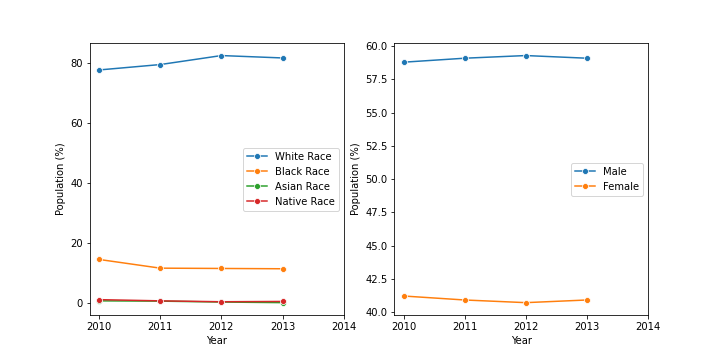 80
60
40
20
0
Population (%)
White Race
Black Race
Asian Race
Native Race
2010 2011 2012 2013 2014
Year
60.0
57.5
55.0
52.5
50.0
47.5
45.0
42.5
40.0
Population (%)
Male
Female
2010 2011 2012 2013 2014
Year